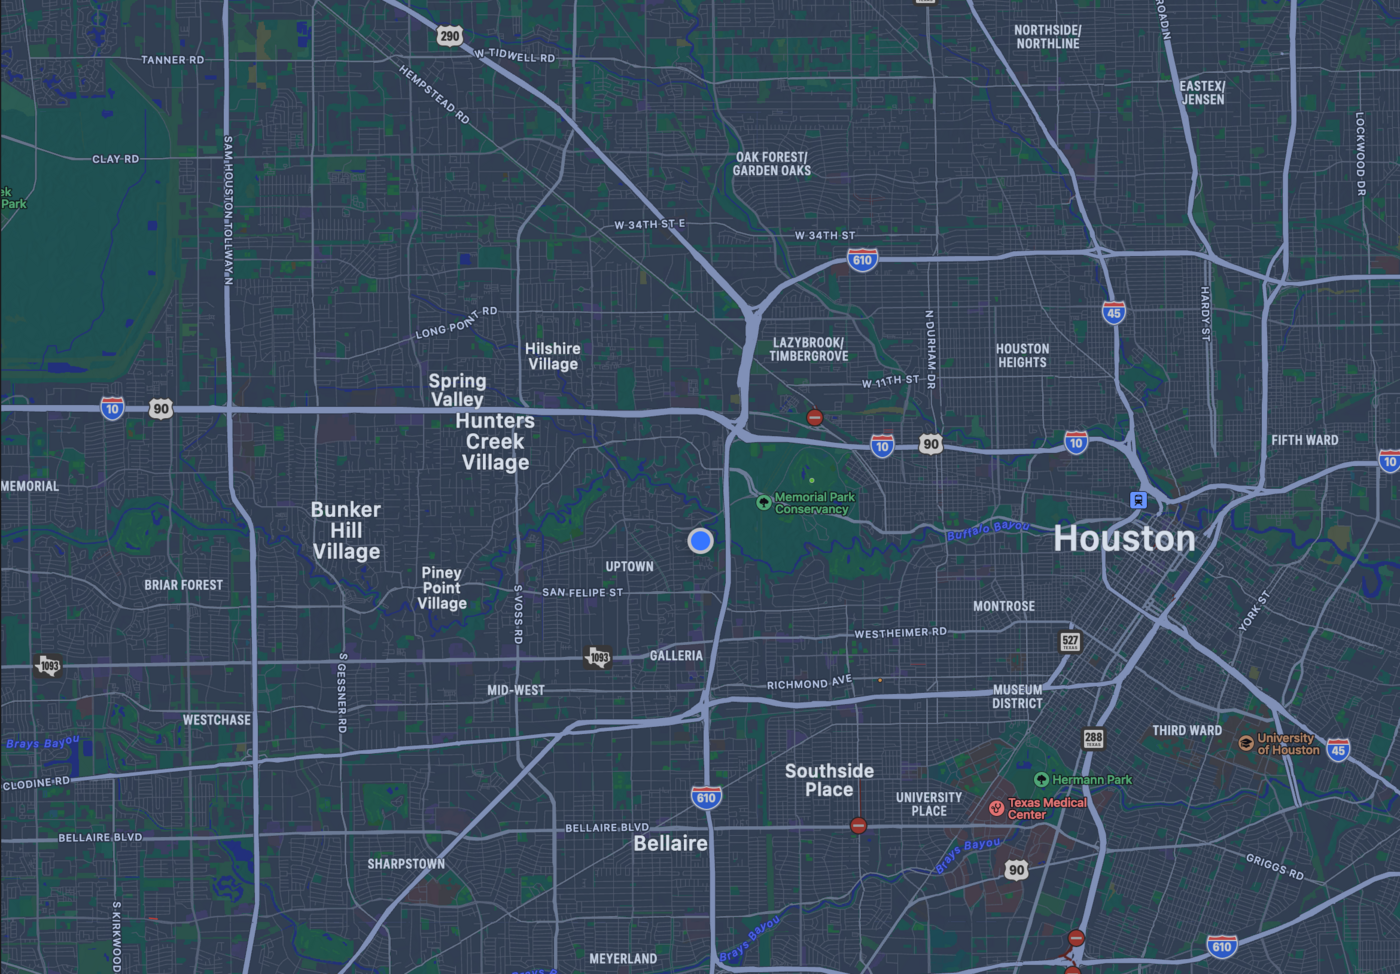 290
NORTHSIDE/
NORTHLINE
TANNER RD
W TIDWELL RD
HEMPSTEAD RD
EASTEX/
JENSEN
LOCKWOOD DR
CLAY RD
SAM HOUSTON TOLLWAY N
OAK FOREST/
GARDEN OAKS
Park
W 34TH ST E
W 34TH ST
610
45
HARDY ST
LONG POINT RD
N DURHAM DR
Hilshire
Village
LAZYBROOK/
TIMBERGROVE
HOUSTON
HEIGHTS
W 11TH ST
Spring
Valley
10
90
Hunters
Creek
Village
10
90
10
FIFTH WARD
10
MEMORIAL
Memorial Park
Conservancy
Bunker
Hill
Village
Buffalo Bayou
Houston
UPTOWN
BRIAR FOREST
Piney
Point
Village
SAN FELIPE ST
S VOSS RD
MONTROSE
YORK ST
WESTHEIMER RD
527
TEXAS
1093
1093
GALLERIA
S GESSNER RD
MID-WEST
RICHMOND AVE
MUSEUM
DISTRICT
WESTCHASE
THIRD WARD
288
TEXAS
University
of Houston
45
Brays Bayou
CLODINE RD
Southside
Place
Hermann Park
610
UNIVERSITY
PLACE
Texas Medical
Center
BELLAIRE BLVD
BELLAIRE BLVD
Bellaire
SHARPSTOWN
Brays Bayou
90
GRIGGS RD
S KIRKWOOD
Brays Bayou
610
MEYERLAND